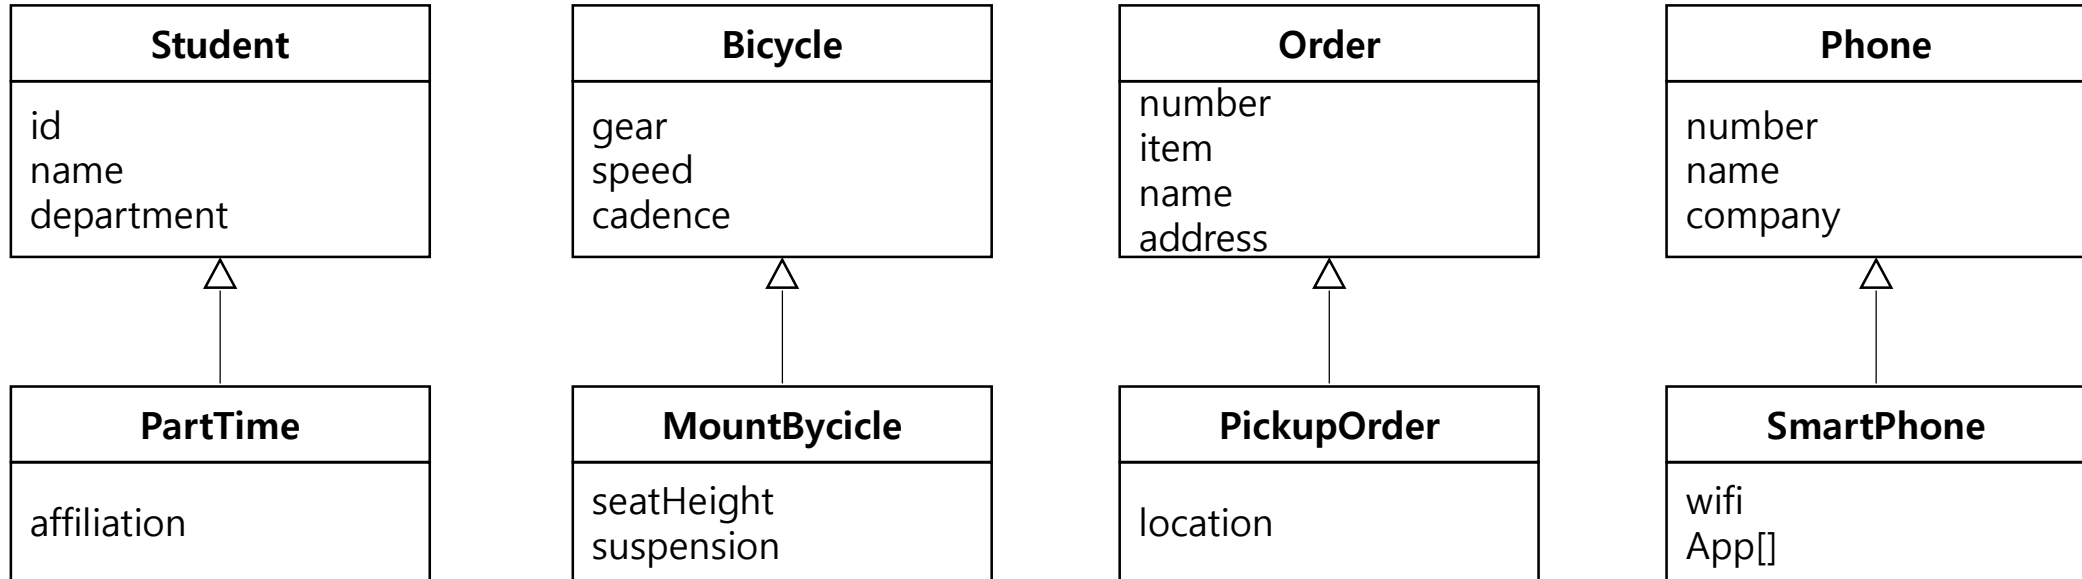 Student
id
name
department
PartTime
affiliation
Bicycle
gear
speed
cadence
MountBycicle
seatHeight
suspension
Order
number
item
name
address
PickupOrder
location
Phone
number
name
company
SmartPhone
wifi
App[]